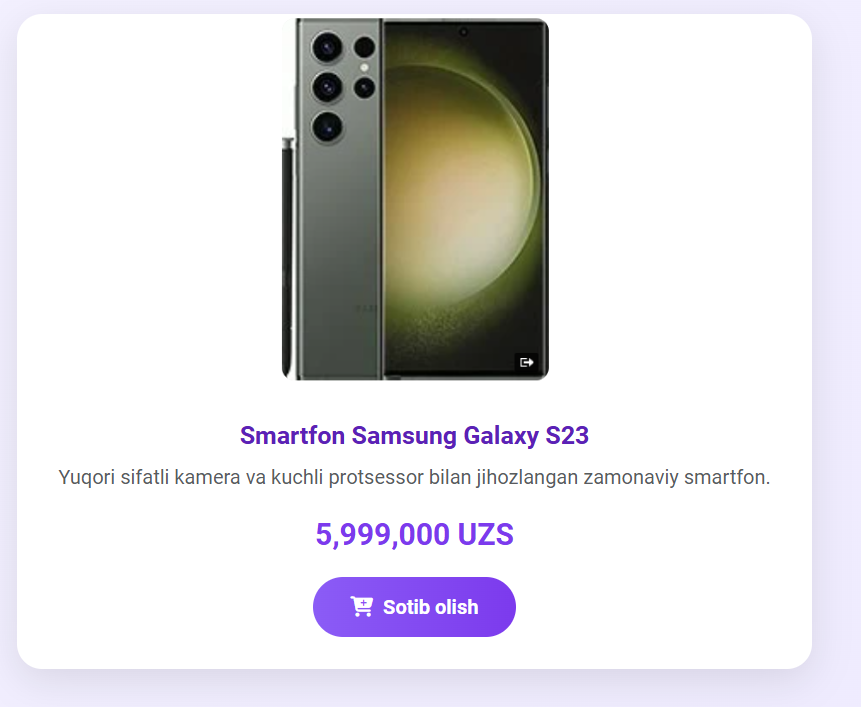 Smartfon Samsung Galaxy S23
Yuqori sifatli kamera va kuchli protsessor bilan jihozlangan zamonaviy smartfon.
5,999,000 UZS
Sotib olish